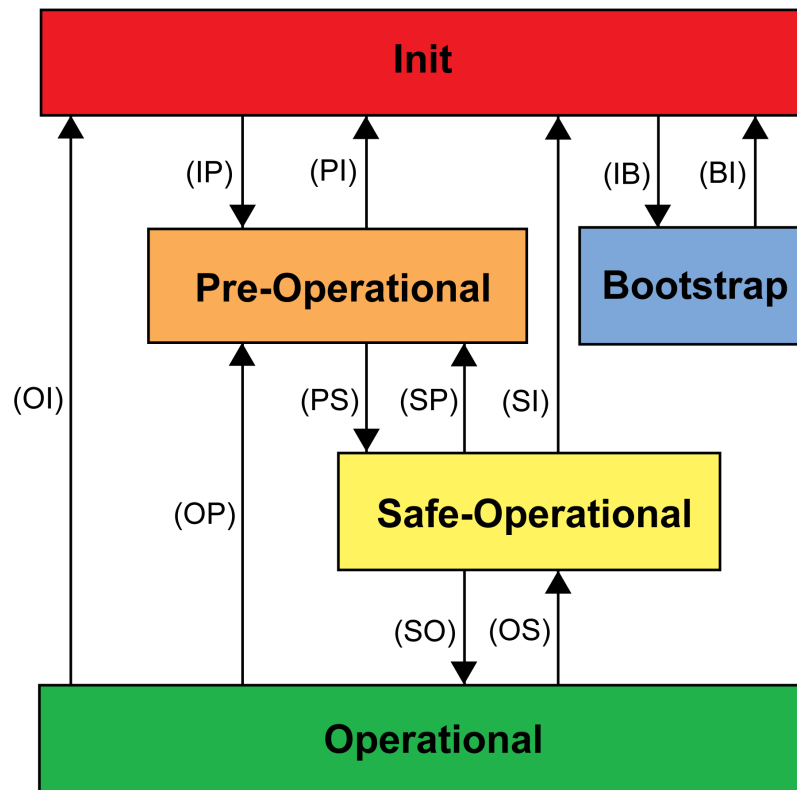 Init
(IP)
(PI)
(IB)
(BI)
Pre-Operational
Bootstrap
(OI)
(PS)
(SP)
(SI)
(OP)
Safe-Operational
(SO)
(OS)
Operational